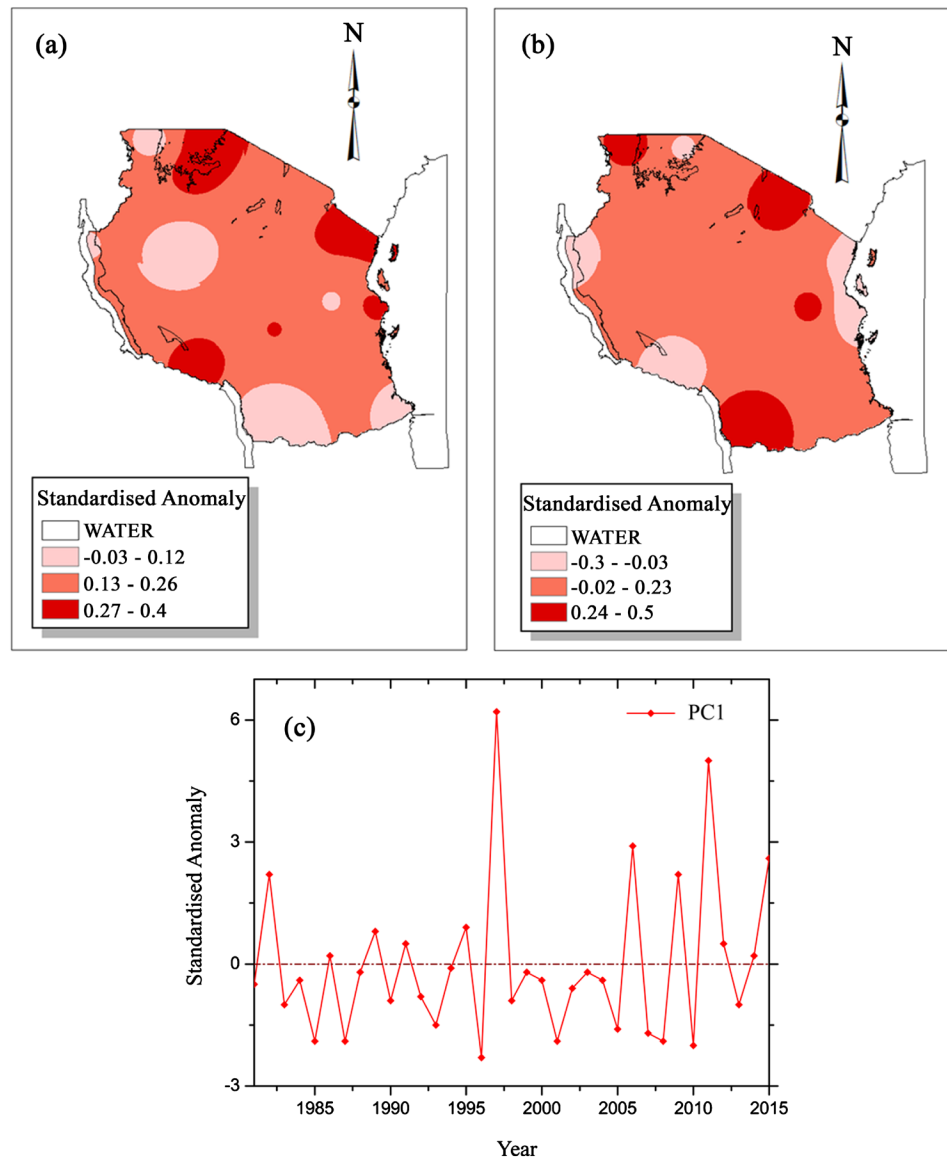 (a)
N
Standardised Anomaly
WATER
-0.03 - 0.12
0.13 - 0.26
0.27 - 0.4
(b)
N
Standardised Anomaly
WATER
-0.3 - -0.03
-0.02 - 0.23
0.24 - 0.5
(c)
PC1
Standardised Anomaly
6
3
0
-3
1985 1990 1995 2000 2005 2010 2015
Year